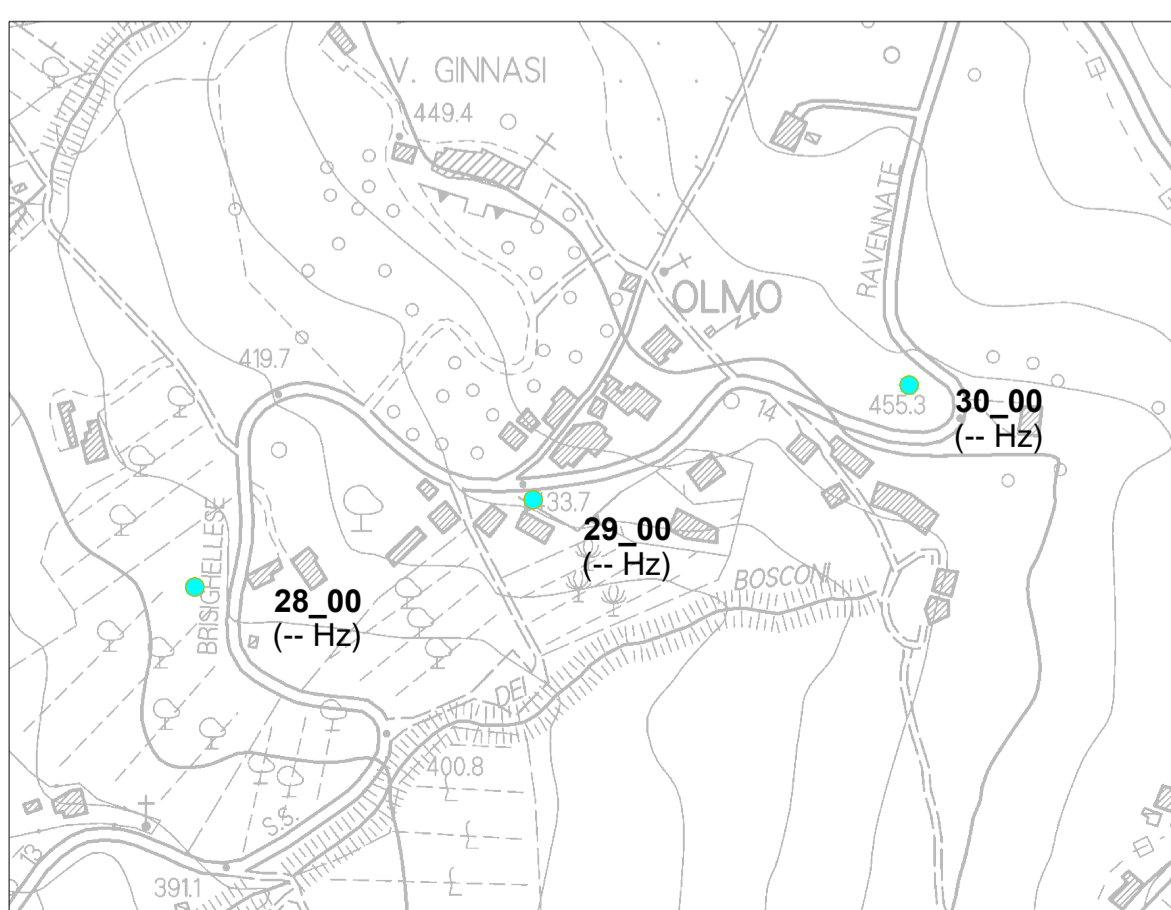 V. GINNASI
449.4
RAVENNATE
OLMO
419.7
455.3
30_00
(-- Hz)
14
33.7
29_00
(-- Hz)
BRISIGHELLESE
28_00
(-- Hz)
BOSCONI
DEI
400.8
S.S.
13
391.1